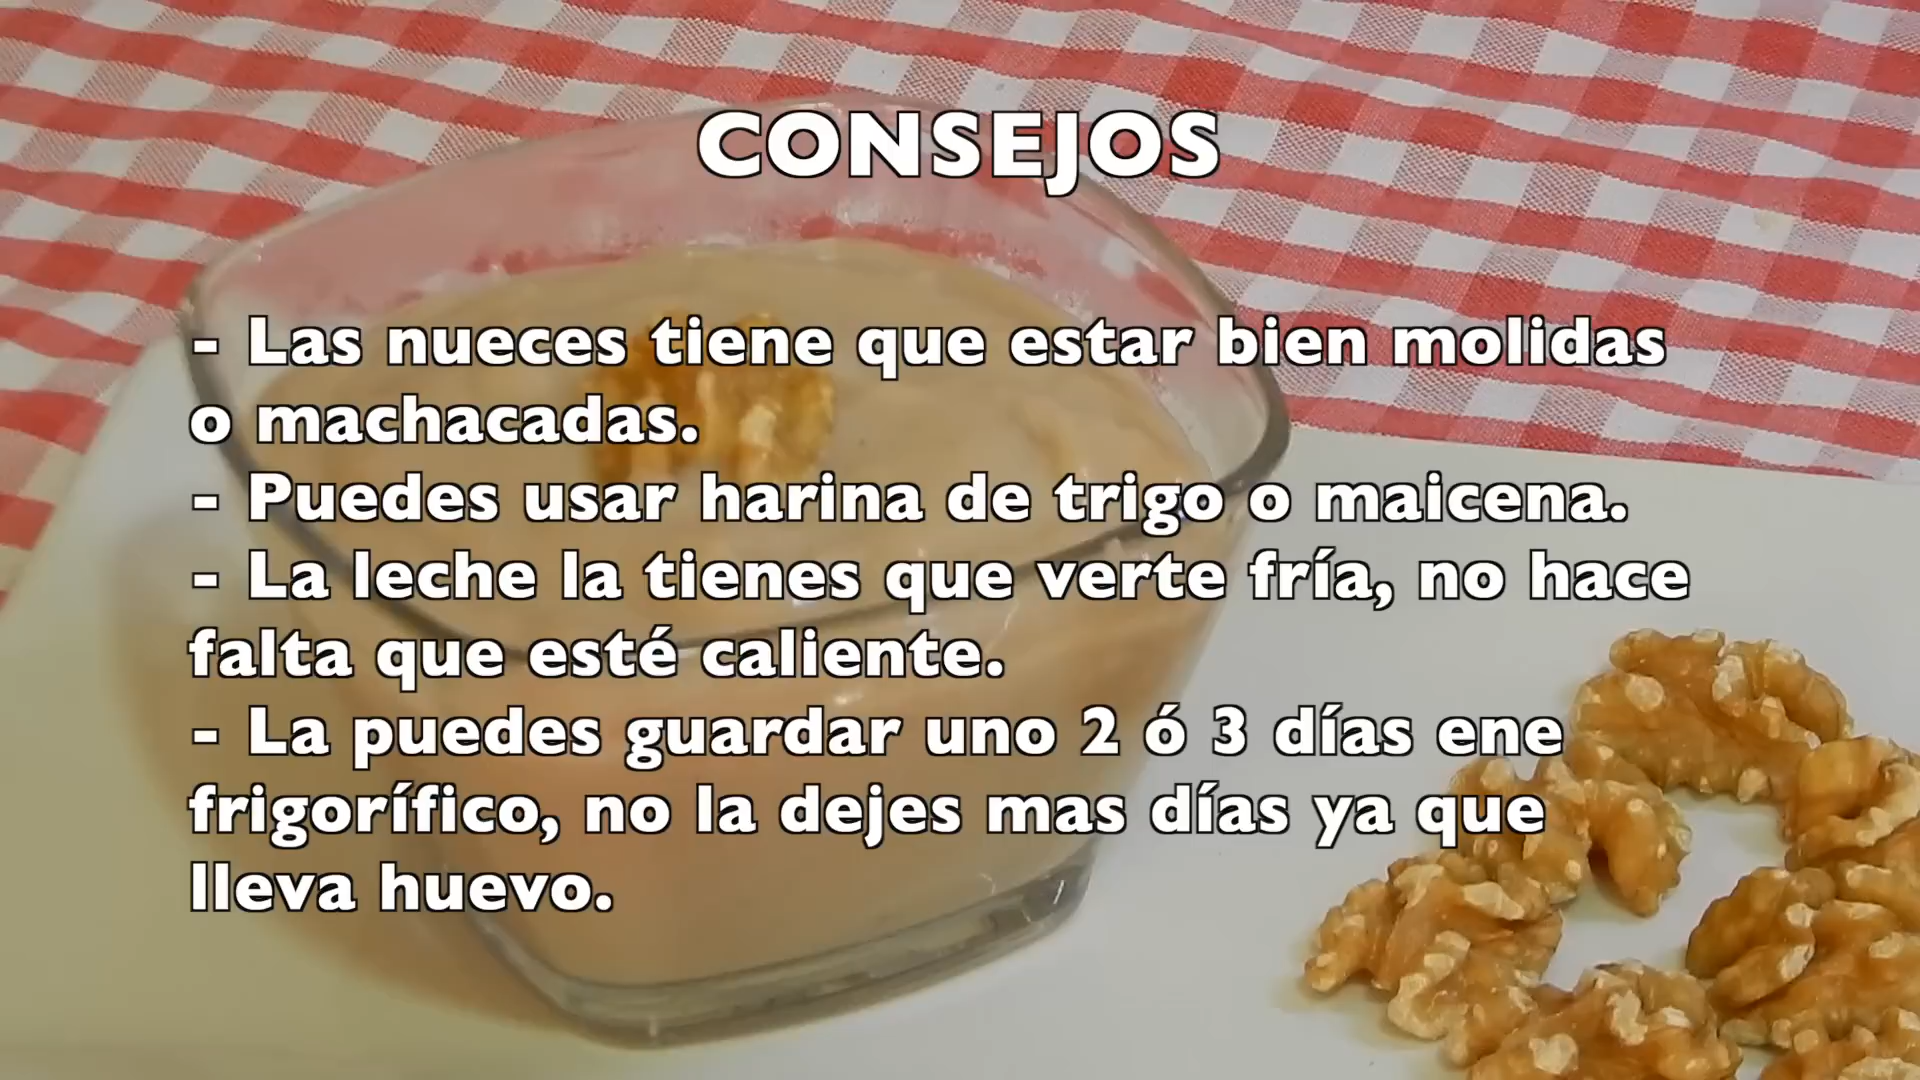 CONSEJOS
- Las nueces tiene que estar bien molidas
o machacadas.
- Puedes usar harina de trigo o maicena.
- La leche la tienes que verte fría, no hace
falta que esté caliente.
- La puedes guardar uno 2 ó 3 días ene
frigorífico, no la dejes mas días ya que
lleva huevo.